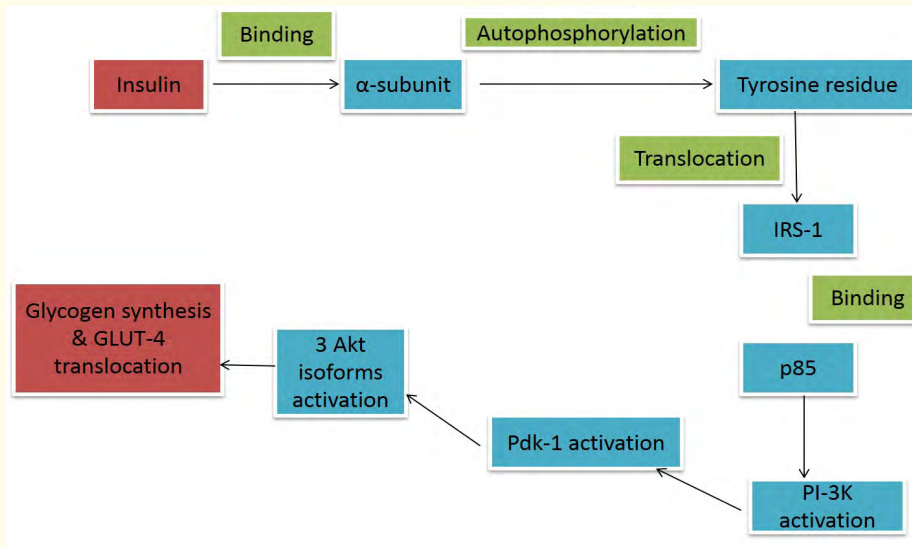 Binding
Autophosphorylation
Insulin
α-subunit
Tyrosine residue
Translocation
IRS-1
Binding
p85
PI-3K
activation
Pdk-1 activation
3 Akt
isoforms
activation
Glycogen synthesis
& GLUT-4
translocation